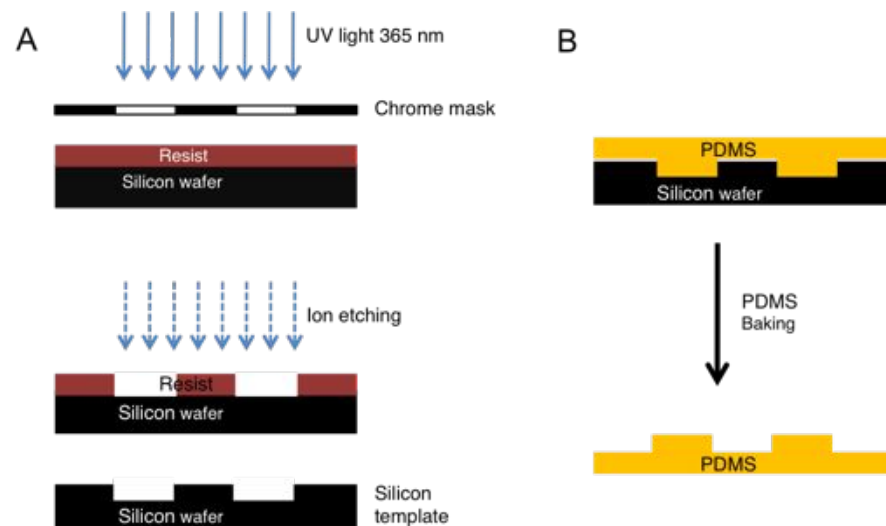 A
UV light 365 nm
Chrome mask
Resist
Silicon wafer
Ion etching
Resist
Silicon wafer
Silicon wafer
Silicon
template
B
PDMS
Silicon wafer
PDMS
Baking
PDMS